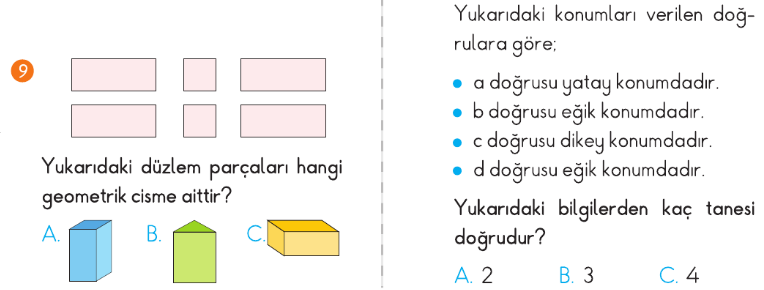 9
Yukarıdaki düzlem parçaları hangi
geometrik cisme aittir?
A. B. C.
Yukarıdaki konumları verilen doğ-
rulara göre;
• a doğrusu yatay konumdadır.
• b doğrusu eğik konumdadır.
• c doğrusu dikey konumdadır.
• d doğrusu eğik konumdadır.
Yukarıdaki bilgilerden kaç tanesi
doğrudur?
A. 2 B. 3 C. 4